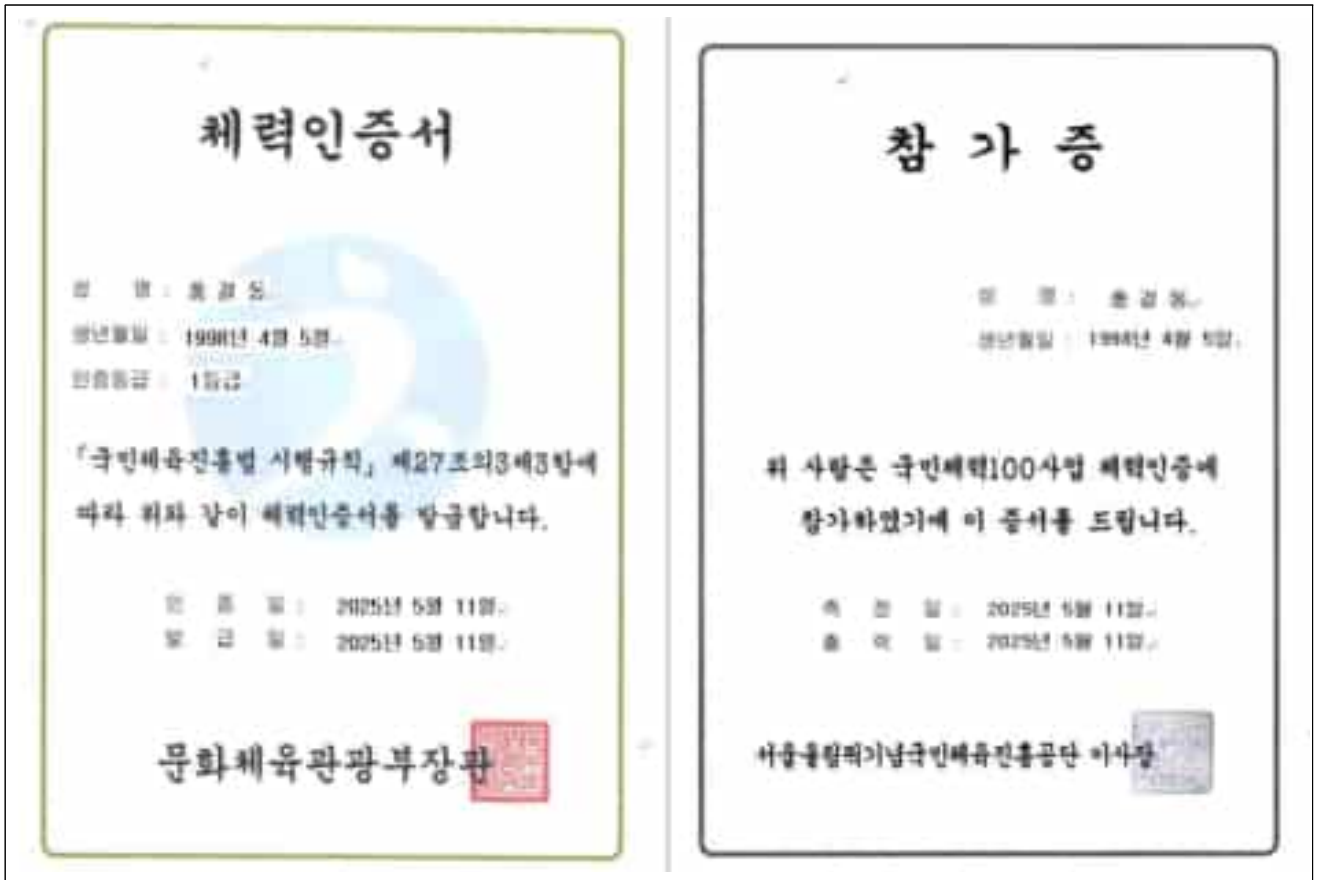 체력인증서
성 명 : 홍 길 동
생년월일 : 1998년 4월 5일
인증등급 : 1등급
「국민체육진흥법 시행규칙」 제27조의3제3항에
따라 위와 같이 체력인증서를 발급합니다.
인 증 일 : 2025년 5월 11일
발 급 일 : 2025년 5월 11일
문화체육관광부장관
참 가 증
성 명 : 홍 길 동
생년월일 : 1998년 4월 5일
위 사람은 국민체력100사업 체력인증에
참가하였기에 이 증서를 드립니다.
측 정 일 : 2025년 5월 11일
출 력 일 : 2025년 5월 11일
서울올림픽기념국민체육진흥공단 이사장